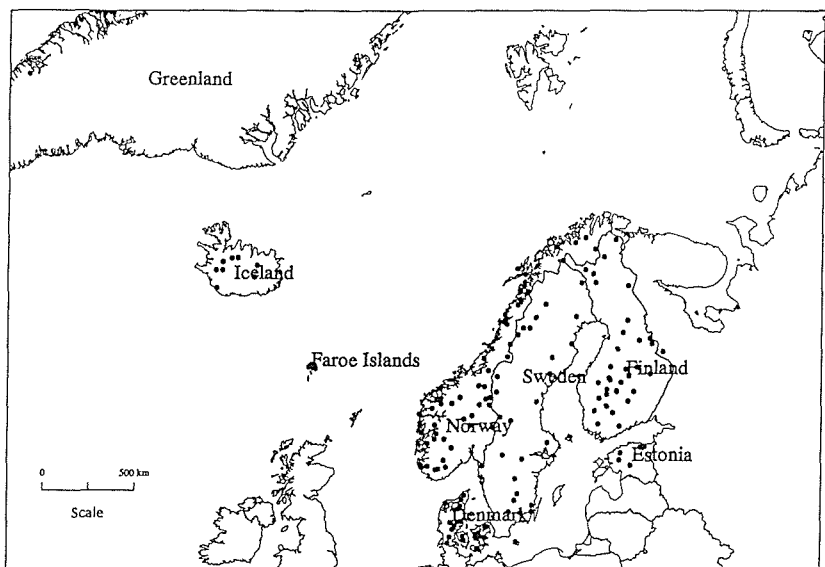 Greenland
Iceland
Faroe Islands
Sweden
Finland
Norway
Estonia
0 500 km
Scale
Denmark